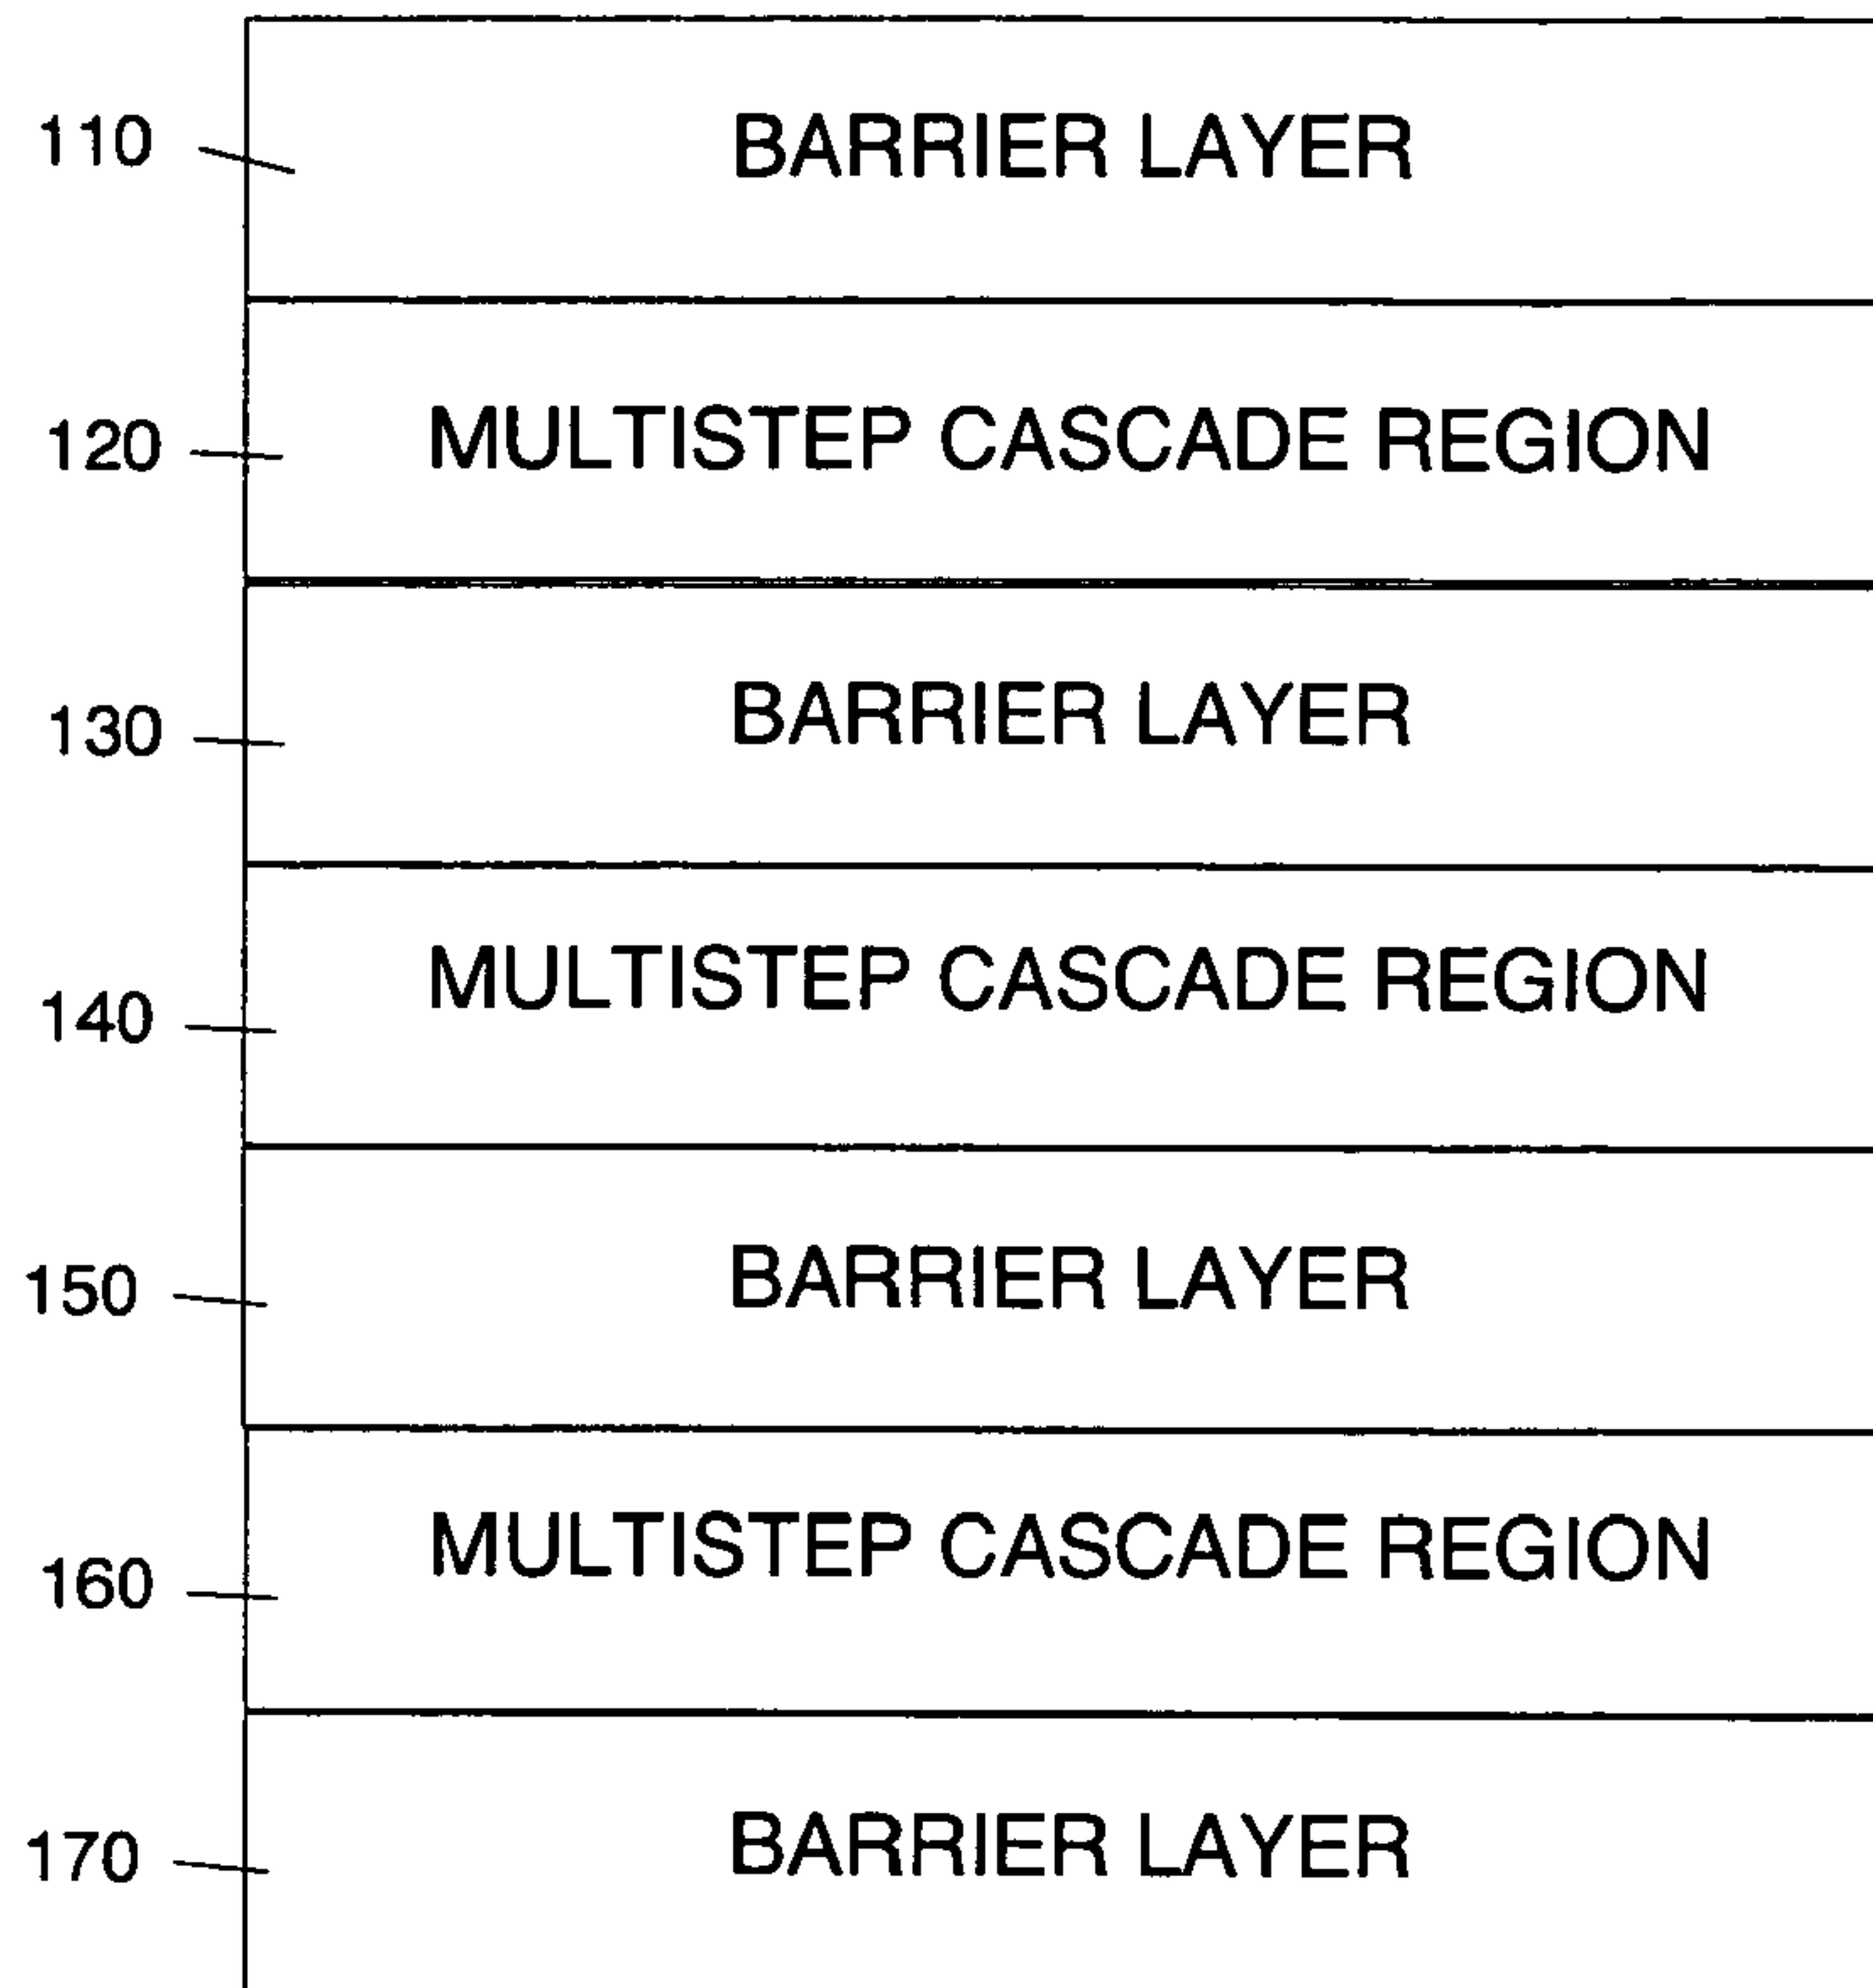 110 BARRIER LAYER
120 MULTISTEP CASCADE REGION
130 BARRIER LAYER
140 MULTISTEP CASCADE REGION
150 BARRIER LAYER
160 MULTISTEP CASCADE REGION
170 BARRIER LAYER